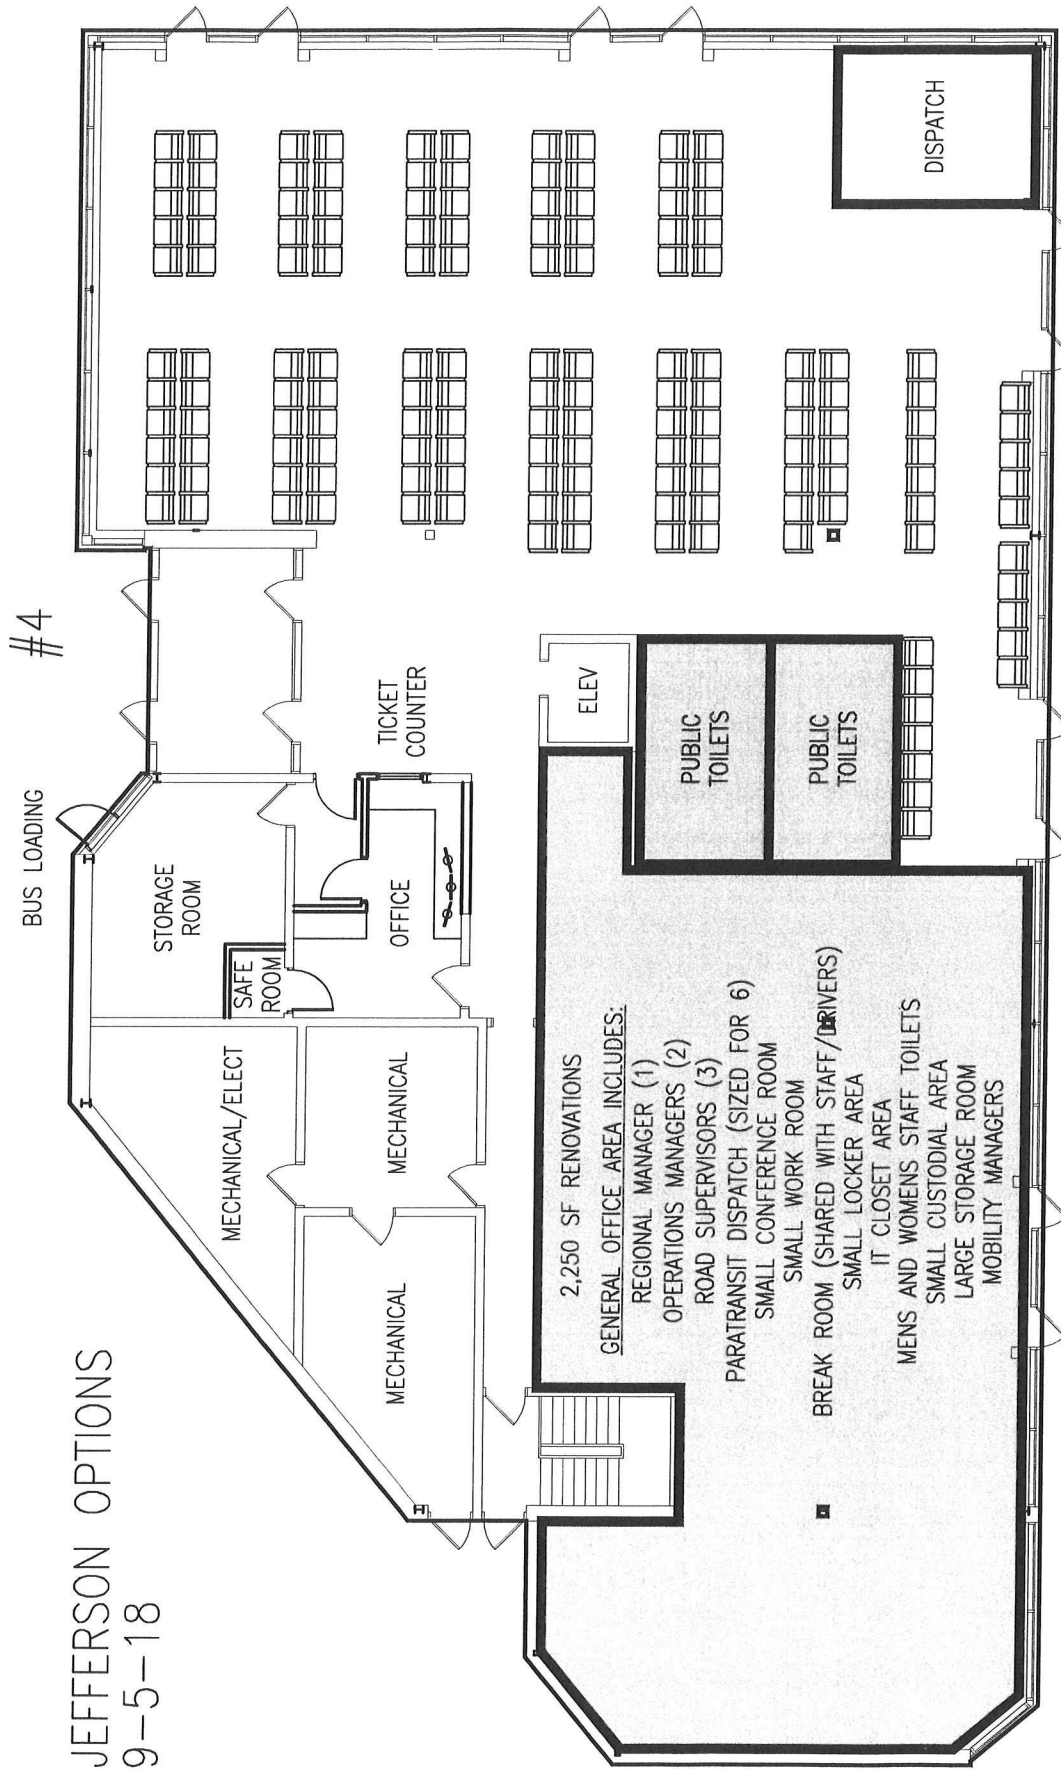 JEFFERSON OPTIONS
9-5-18
#4
BUS LOADING
STORAGE
ROOM
SAFE
ROOM
OFFICE
TICKET
COUNTER
MECHANICAL/ELECT
MECHANICAL
MECHANICAL
ELEV
PUBLIC
TOILETS
PUBLIC
TOILETS
DISPATCH
2,250 SF RENOVATIONS
GENERAL OFFICE AREA INCLUDES:
REGIONAL MANAGER (1)
OPERATIONS MANAGERS (2)
ROAD SUPERVISORS (3)
PARATRANSIT DISPATCH (SIZED FOR 6)
SMALL CONFERENCE ROOM
SMALL WORK ROOM
BREAK ROOM (SHARED WITH STAFF/DRIVERS)
SMALL LOCKER AREA
IT CLOSET AREA
MENS AND WOMENS STAFF TOILETS
SMALL CUSTODIAL AREA
LARGE STORAGE ROOM
MOBILITY MANAGERS